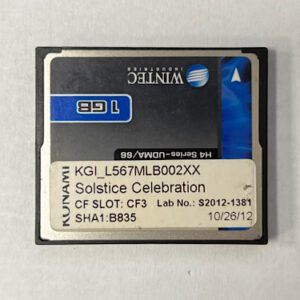 WINTEC
INDUSTRIES
1 GB
H4 Series-UDMA/66
KONAMI
KGI_L567MLB002XX
Solstice Celebration
CF SLOT: CF3 Lab No.: S2012-1381
SHA1:B835 10/26/12